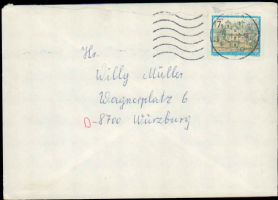 Hr.
Willy Müller
Wagnerplatz 6
D-8700 Würzburg